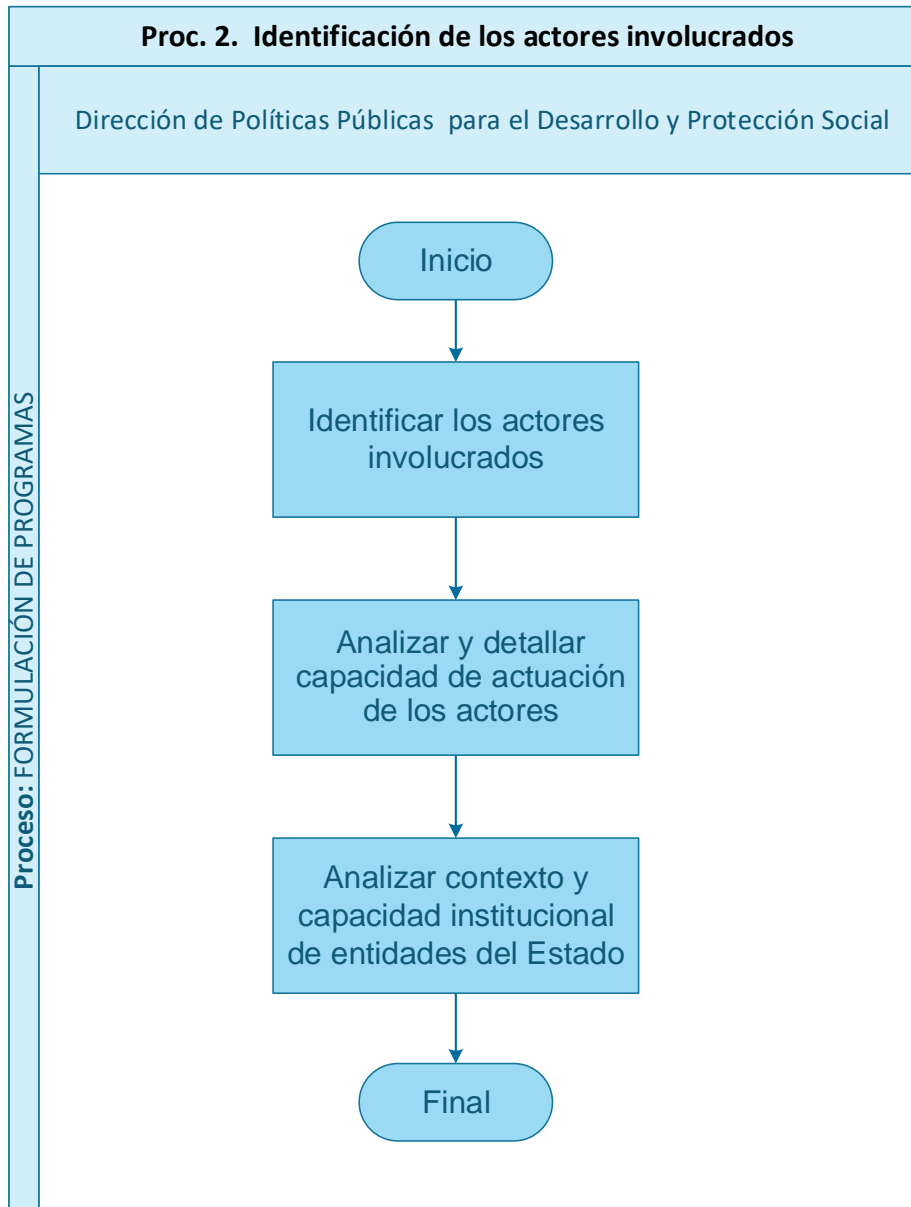 Proc. 2. Identificación de los actores involucrados
Dirección de Políticas Públicas para el Desarrollo y Protección Social
Proceso: FORMULACIÓN DE PROGRAMAS
Inicio
Identificar los actores
involucrados
Analizar y detallar
capacidad de actuación
de los actores
Analizar contexto y
capacidad institucional
de entidades del Estado
Final